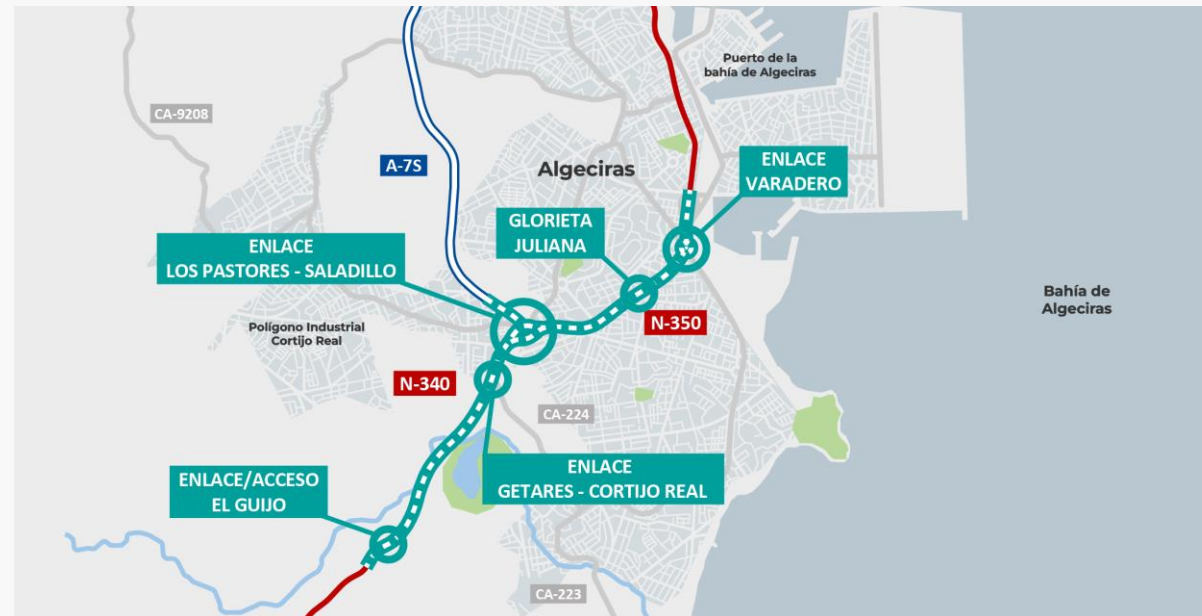 Puerto de la
bahía de Algeciras
CA-9208
A-7S
Algeciras
ENLACE
VARADERO
GLORIETA
JULIANA
ENLACE
LOS PASTORES - SALADILLO
Bahía de
Algeciras
N-350
Polígono Industrial
Cortijo Real
N-340
CA-224
ENLACE/ACCESO
EL GUIJO
ENLACE
GETARES - CORTIJO REAL
CA-223